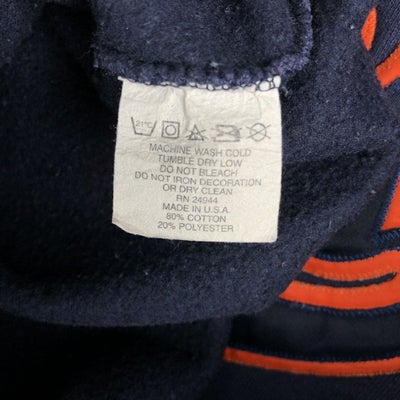 21°C
MACHINE WASH COLD
TUMBLE DRY LOW
DO NOT BLEACH
DO NOT IRON DECORATION
OR DRY CLEAN
RN 24944
MADE IN U.S.A.
80% COTTON
20% POLYESTER